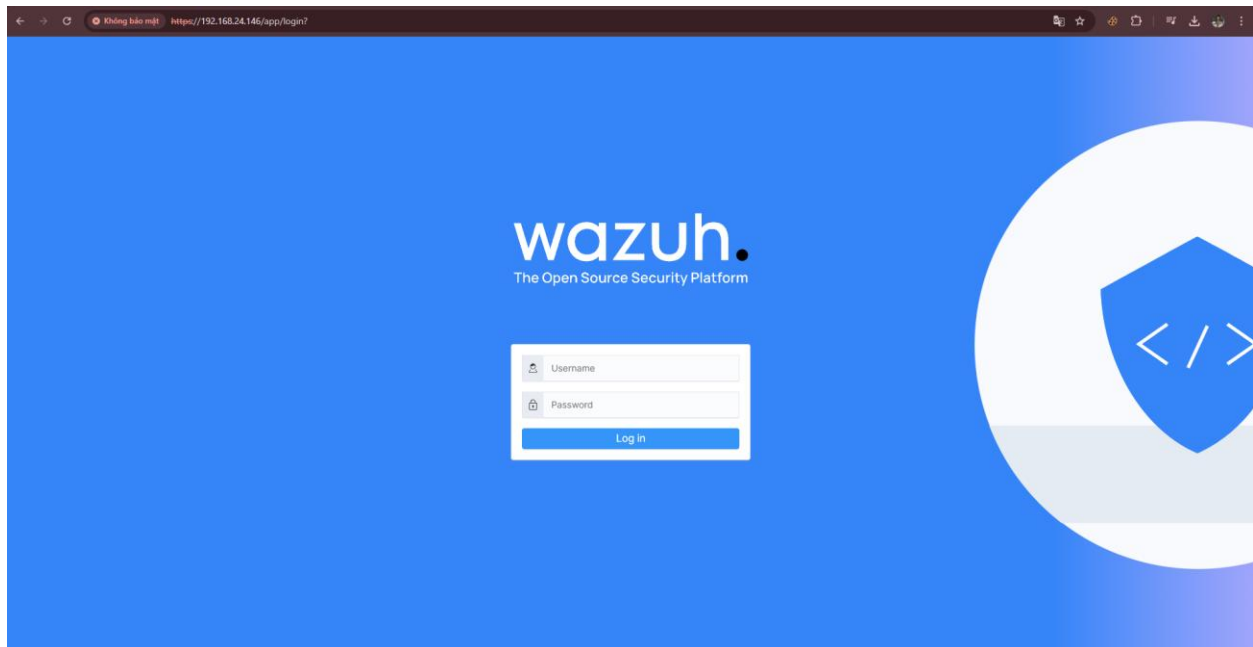 Không bảo mật https://192.168.24.146/app/login?
wazuh.
The Open Source Security Platform
Username
Password
Log in
</ >